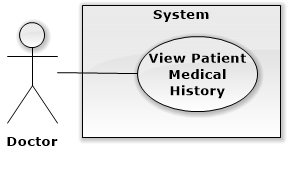 System
View Patient
Medical
History
Doctor